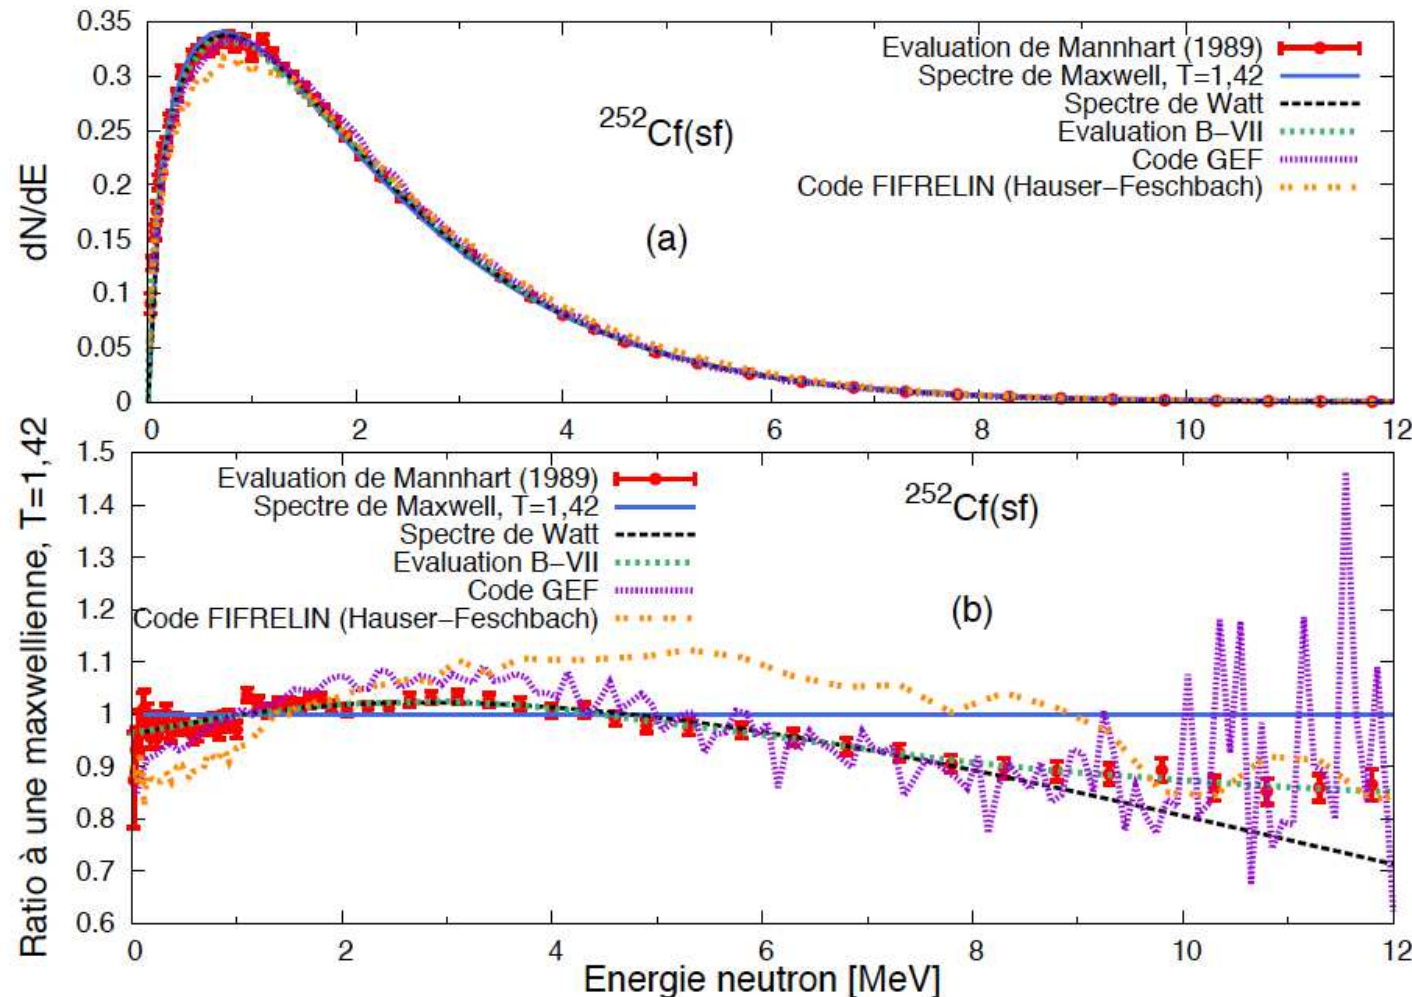 0.35
0.3
0.25
0.2
0.15
0.1
0.05
0
dN/dE
Evaluation de Mannhart (1989)
Spectre de Maxwell, T=1,42
Spectre de Watt
Evaluation B-VII
Code GEF
Code FIFRELIN (Hauser-Feschbach)
252Cf(sf)
(a)
0 2 4 6 8 10 12
Ratio à une maxwellienne, T=1,42
1.5
1.4
1.3
1.2
1.1
1
0.9
0.8
0.7
0.6
Evaluation de Mannhart (1989)
Spectre de Maxwell, T=1,42
Spectre de Watt
Evaluation B-VII
Code GEF
Code FIFRELIN (Hauser-Feschbach)
252Cf(sf)
(b)
0 2 4 6 8 10 12
Energie neutron [MeV]